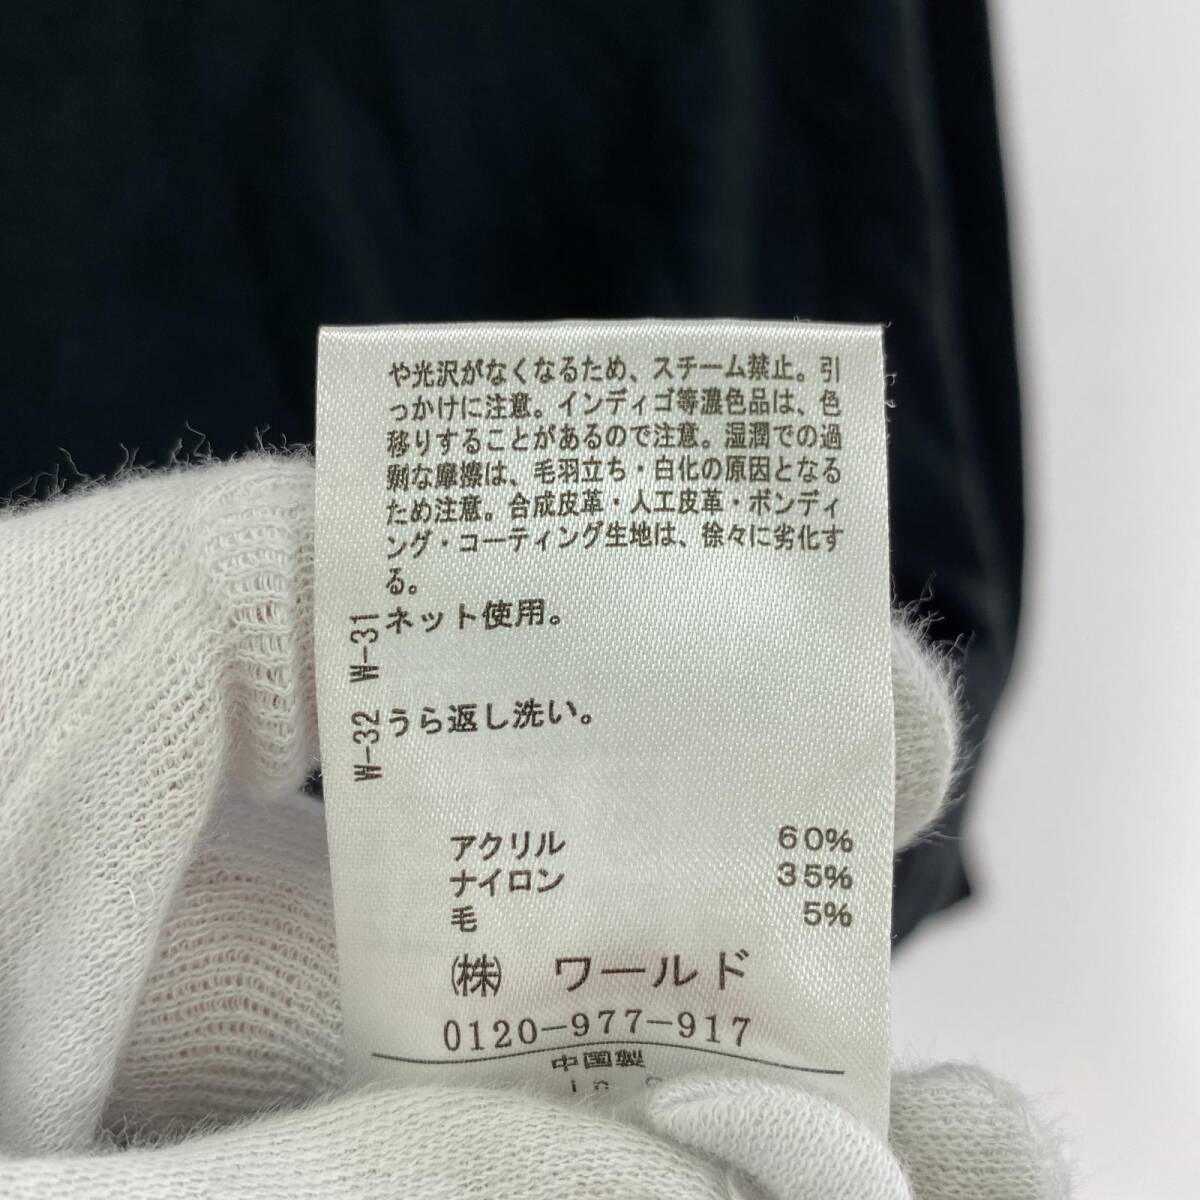 や光沢がなくなるため、スチーム禁止。引
っかけに注意。インディゴ等濃色品は、色
移りすることがあるので注意。湿潤での過
剰な摩擦は、毛羽立ち・白化の原因となる
ため注意。合成皮革・人工皮革・ボンディ
ング・コーティング生地は、徐々に劣化す
る。
W-31 ネット使用。
W-32 うら返し洗い。
アクリル 60%
ナイロン 35%
毛 5%
㈱ ワールド
0120-977-917
中国製